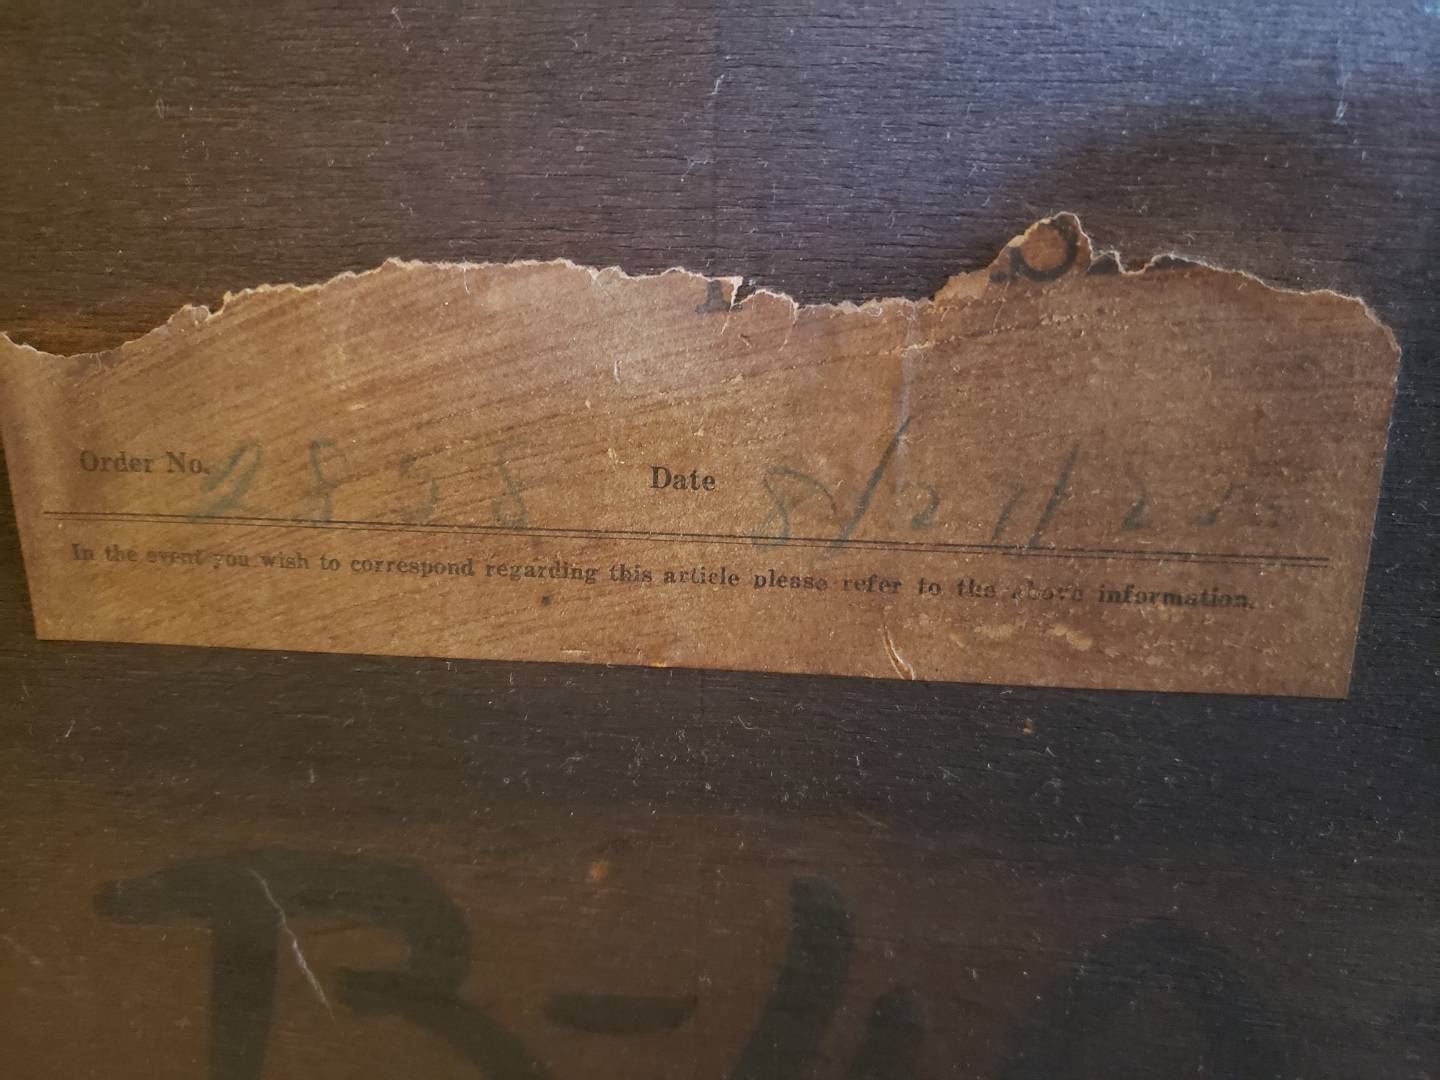 Order No. 2838 Date 8/27/25
In the event you wish to correspond regarding this article please refer to the above information.